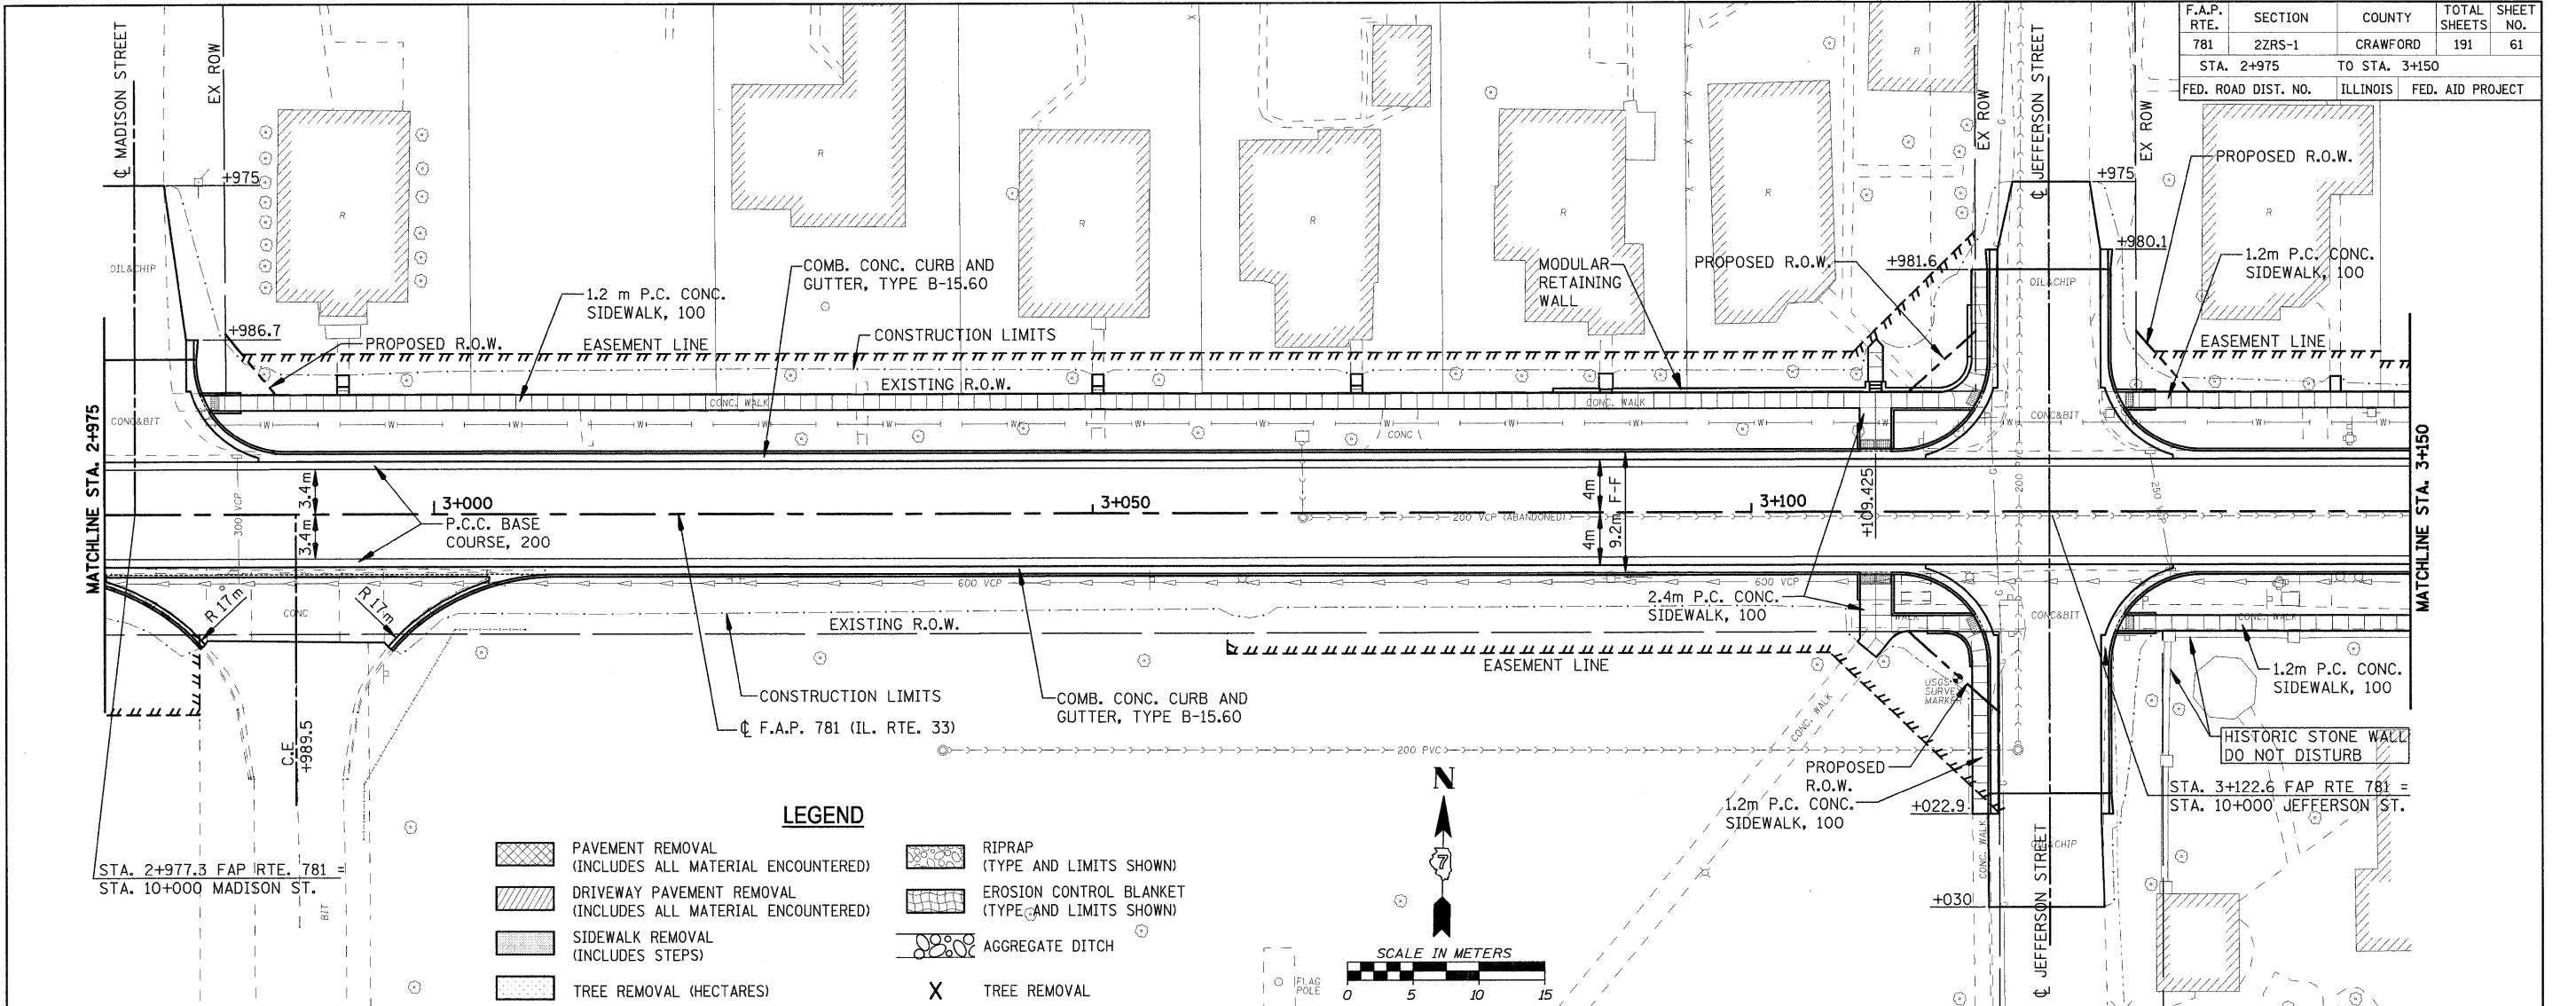 F.A.P. RTE.
SECTION
COUNTY
TOTAL SHEETS
SHEET NO.
781
2ZRS-1
CRAWFORD
191
61
STA. 2+975
TO STA. 3+150
FED. ROAD DIST. NO.
ILLINOIS
FED. AID PROJECT
℄ MADISON STREET
EX ROW
EX ROW
℄ JEFFERSON STREET
EX ROW
PROPOSED R.O.W.
+975
+975
R
R
R
R
R
R
R
R
OIL&CHIP
COMB. CONC. CURB AND
GUTTER, TYPE B-15.60
1.2 m P.C. CONC.
SIDEWALK, 100
MODULAR
RETAINING
WALL
PROPOSED R.O.W.
+981.6
+980.1
1.2m P.C. CONC.
SIDEWALK, 100
OIL&CHIP
+986.7
PROPOSED R.O.W.
EASEMENT LINE
CONSTRUCTION LIMITS
EASEMENT LINE
EXISTING R.O.W.
CONC. WALK
CONC. WALK
CONC&BIT
CONC
CONC&BIT
W
MATCHLINE STA. 2+975
MATCHLINE STA. 3+150
300 VCP
3.4m
3.4m
3+000
3+050
3+100
P.C.C. BASE
COURSE, 200
200 VCP (ABANDONED)
4m
4m
9.2m F-F
+109.425
200 PVC
250 VCP
600 VCP
600 VCP
R 17m
R 17m
CONC
2.4m P.C. CONC.
SIDEWALK, 100
WALK
CONC&BIT
CONC. WALK
EXISTING R.O.W.
EASEMENT LINE
1.2m P.C. CONC.
SIDEWALK, 100
USGS
SURVEY
MARKER
CONSTRUCTION LIMITS
COMB. CONC. CURB AND
GUTTER, TYPE B-15.60
℄ F.A.P. 781 (IL. RTE. 33)
C.E.
+989.5
200 PVC
CONC. WALK
HISTORIC STONE WALL
DO NOT DISTURB
PROPOSED
R.O.W.
1.2m P.C. CONC.
SIDEWALK, 100
+022.9
STA. 3+122.6 FAP RTE 781 =
STA. 10+000 JEFFERSON ST.
N
7
STA. 2+977.3 FAP RTE. 781 =
STA. 10+000 MADISON ST.
BIT
CONC. WALK
OIL&CHIP
+030
℄ JEFFERSON STREET
LEGEND
PAVEMENT REMOVAL
(INCLUDES ALL MATERIAL ENCOUNTERED)
DRIVEWAY PAVEMENT REMOVAL
(INCLUDES ALL MATERIAL ENCOUNTERED)
SIDEWALK REMOVAL
(INCLUDES STEPS)
TREE REMOVAL (HECTARES)
RIPRAP
(TYPE AND LIMITS SHOWN)
EROSION CONTROL BLANKET
(TYPE AND LIMITS SHOWN)
AGGREGATE DITCH
X TREE REMOVAL
FLAG
POLE
SCALE IN METERS
0 5 10 15